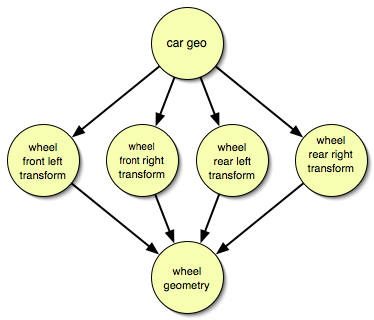 car geo
wheel
front left
transform
wheel
front right
transform
wheel
rear left
transform
wheel
rear right
transform
wheel
geometry